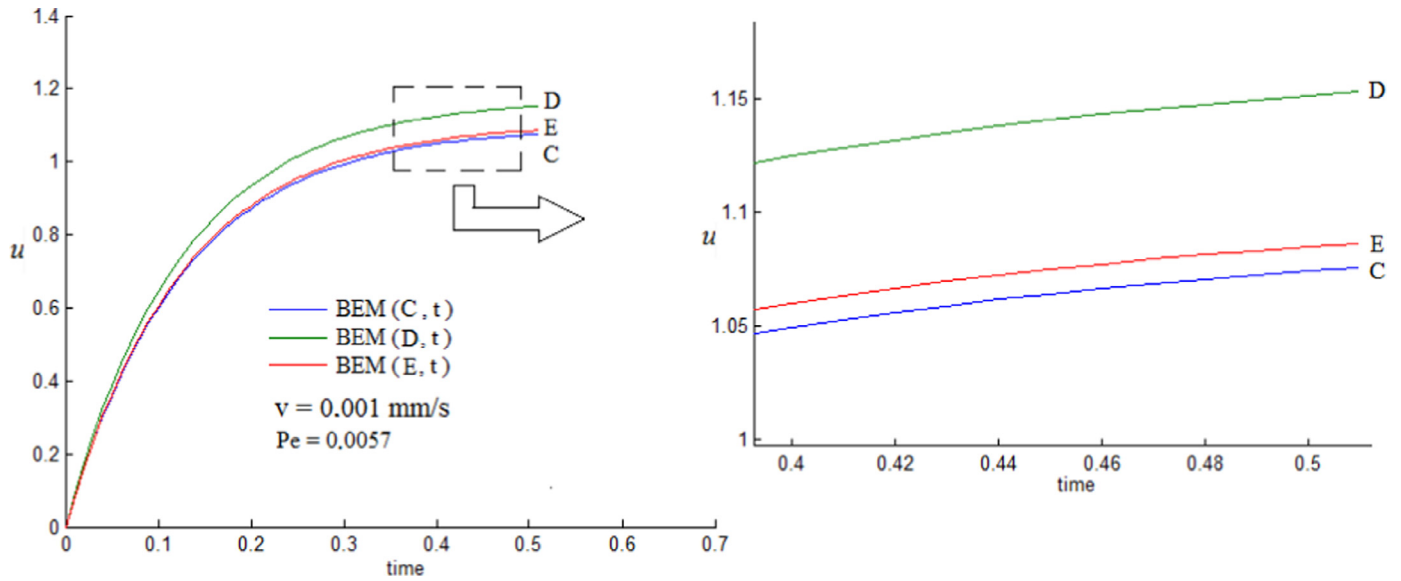 1.4
1.2
1
0.8
0.6
0.4
0.2
0
u
0 0.1 0.2 0.3 0.4 0.5 0.6 0.7
time
D
E
C
BEM (C, t)
BEM (D, t)
BEM (E, t)
v = 0.001 mm/s
Pe = 0.0057
1.15
1.1
1.05
1
u
0.4 0.42 0.44 0.46 0.48 0.5
time
D
E
C